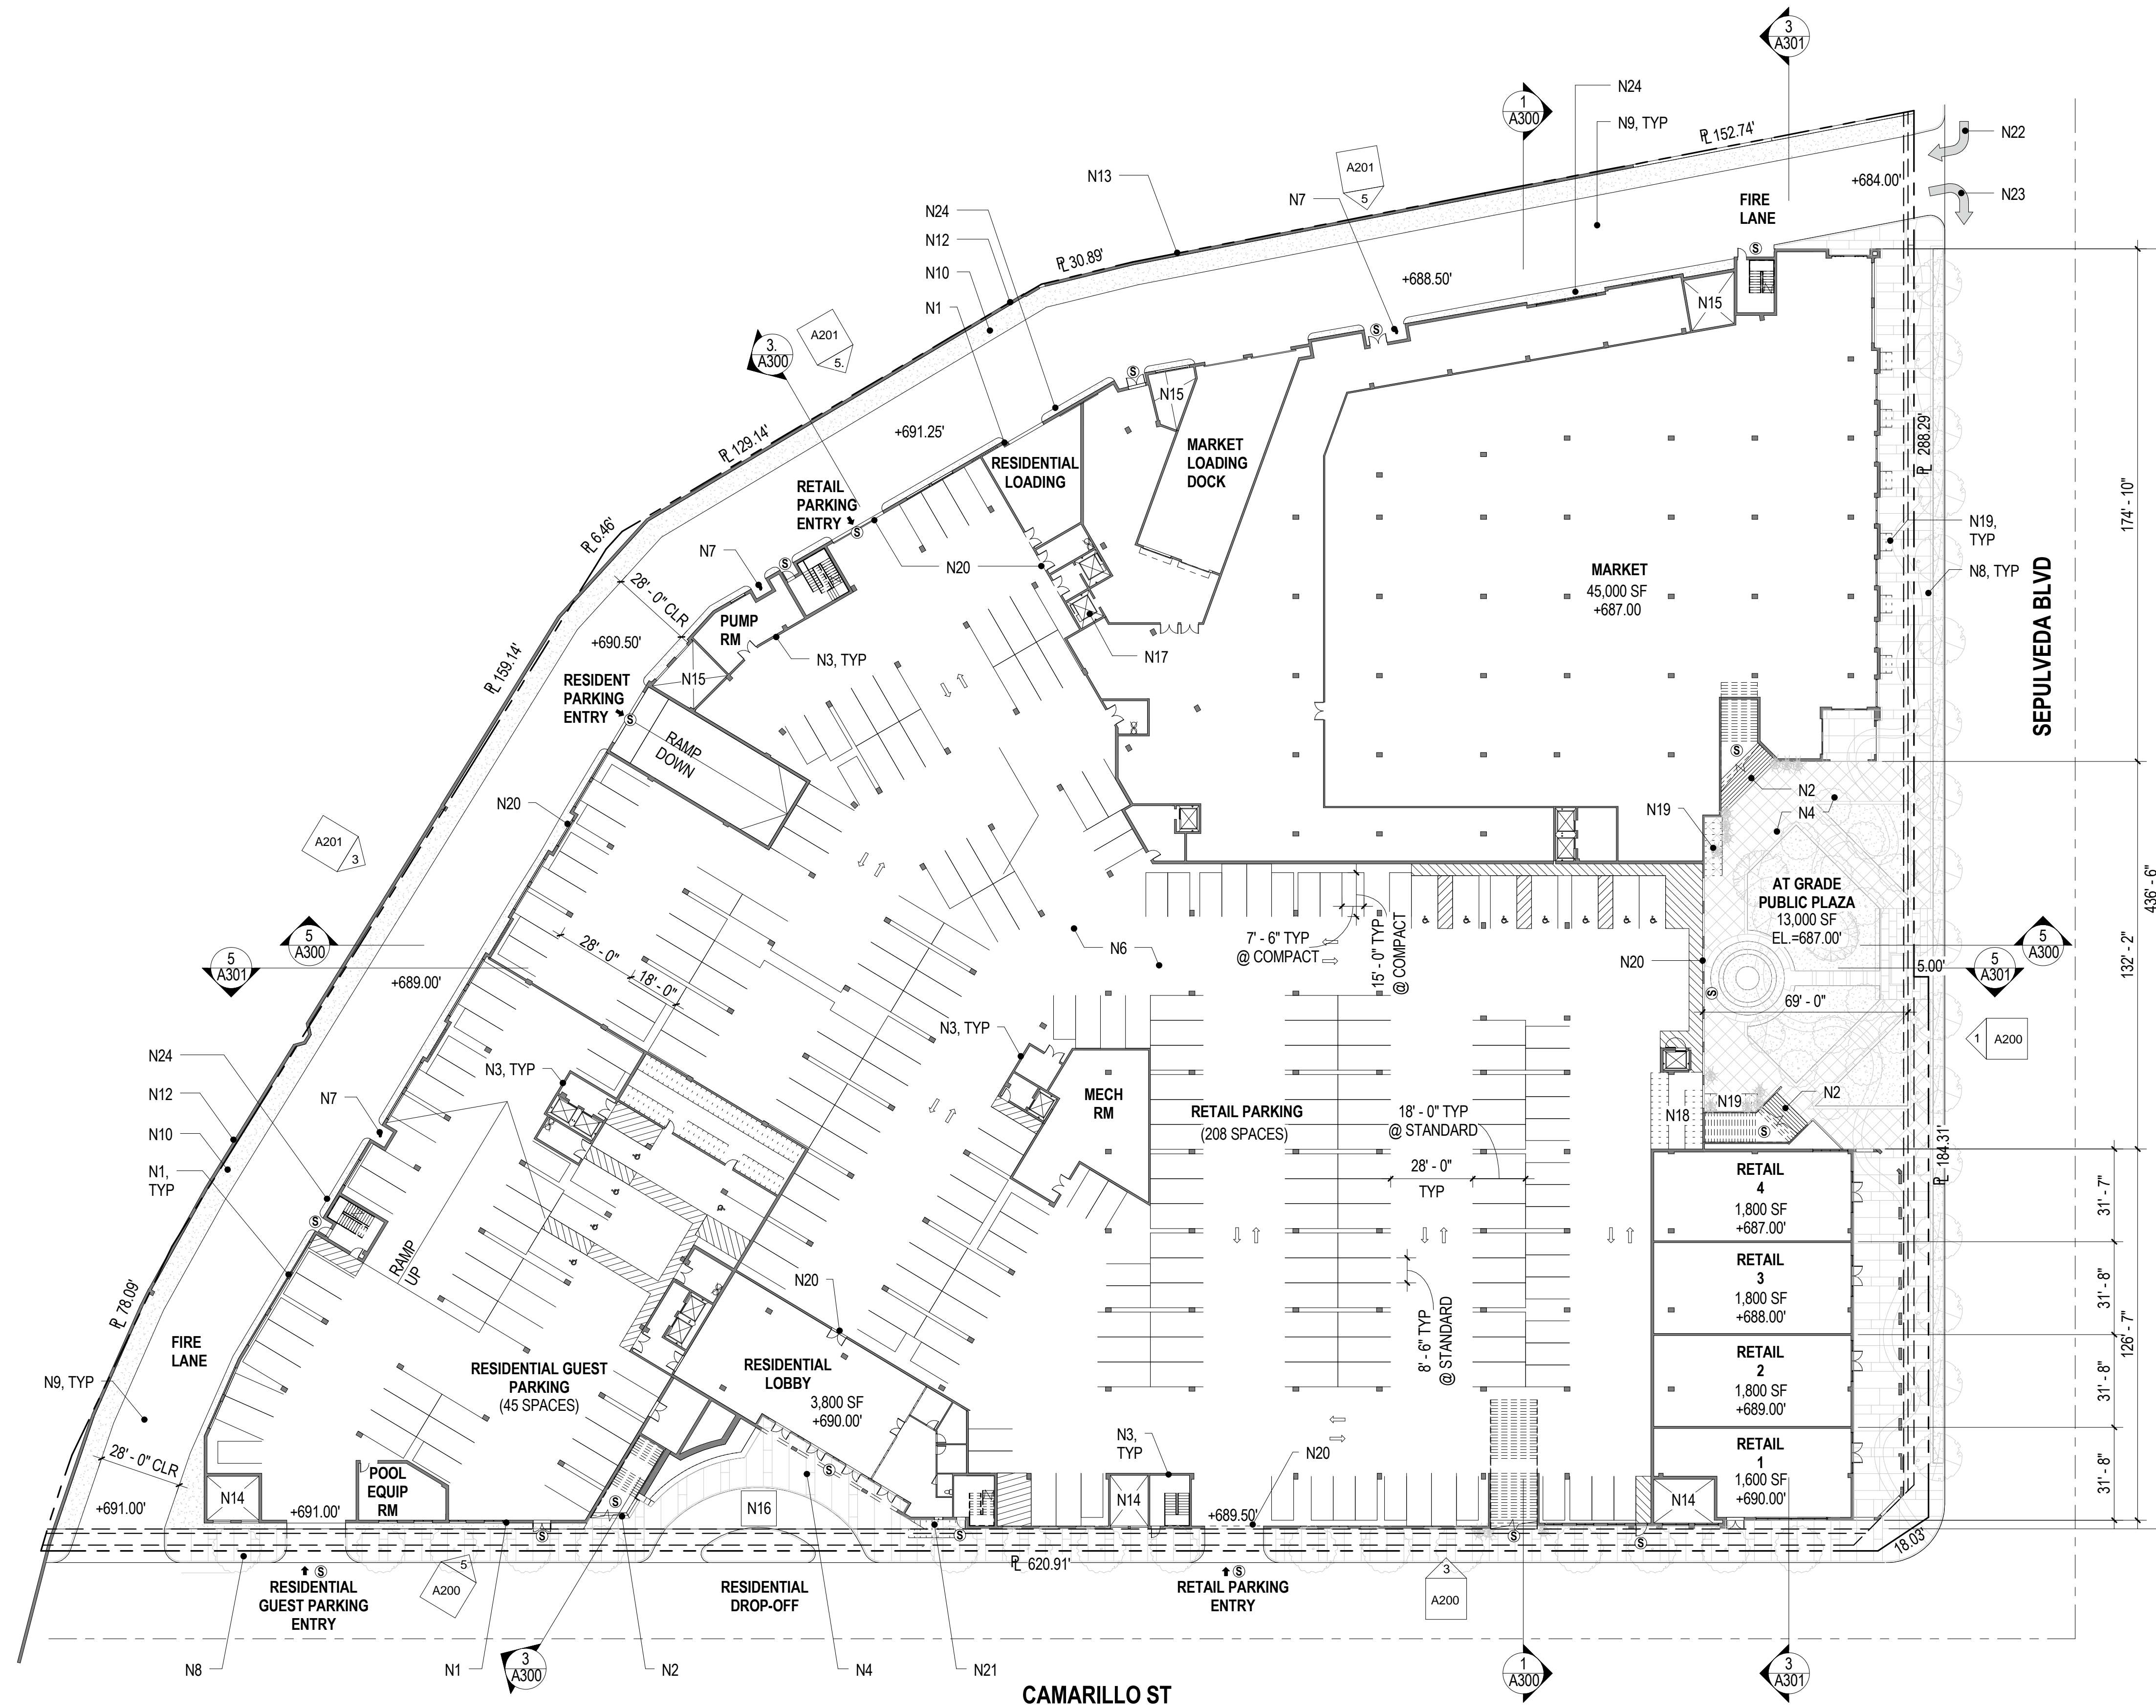 3
A301
1
A300
N24
N9, TYP
℄ 152.74'
N22
+684.00'
N23
A201
5
N13
N7
FIRE
LANE
N24
N12
N10
N1
℄ 30.89'
+688.50'
N15
A201
5.
3.
A300
N15
℄ 129.14'
+691.25'
RESIDENTIAL
LOADING
MARKET
LOADING
DOCK
℄ 288.29'
174' - 10"
RETAIL
PARKING
ENTRY
N19,
TYP
℄ 6.46'
N7
N20
N8, TYP
MARKET
45,000 SF
+687.00
SEPULVEDA BLVD
28' - 0" CLR
PUMP
RM
+690.50'
N3, TYP
N17
℄ 159.14'
RESIDENT
PARKING
ENTRY
N15
RAMP
DOWN
N2
N4
N20
N19
A201
3
AT GRADE
PUBLIC PLAZA
13,000 SF
EL.=687.00'
436' - 6"
5
A300
5
A301
28' - 0"
18' - 0"
+689.00'
N6
7' - 6" TYP
@ COMPACT
15' - 0" TYP
@ COMPACT
N20
5.00'
69' - 0"
5
A300
5
A301
132' - 2"
N3, TYP
1
A200
N24
N12
N7
N10
N1,
TYP
N3, TYP
MECH
RM
RETAIL PARKING
(208 SPACES)
18' - 0" TYP
@ STANDARD
28' - 0"
TYP
N18
N19
N2
℄ 184.31'
RETAIL
4
1,800 SF
+687.00'
31' - 7"
RAMP
UP
N20
8' - 6" TYP
@ STANDARD
RETAIL
3
1,800 SF
+688.00'
31' - 8"
126' - 7"
℄ 78.09'
FIRE
LANE
N9, TYP
RESIDENTIAL GUEST
PARKING
(45 SPACES)
RESIDENTIAL
LOBBY
3,800 SF
+690.00'
RETAIL
2
1,800 SF
+689.00'
31' - 8"
28' - 0" CLR
N3,
TYP
N20
RETAIL
1
1,600 SF
+690.00'
31' - 8"
+691.00'
N14
+691.00'
POOL
EQUIP
RM
N16
N14
+689.50'
N14
18.03'
℄ 620.91'
RESIDENTIAL
GUEST PARKING
ENTRY
5
A200
RESIDENTIAL
DROP-OFF
RETAIL PARKING
ENTRY
3
A200
N8
N1
3
A300
N2
N4
N21
1
A300
3
A301
CAMARILLO ST